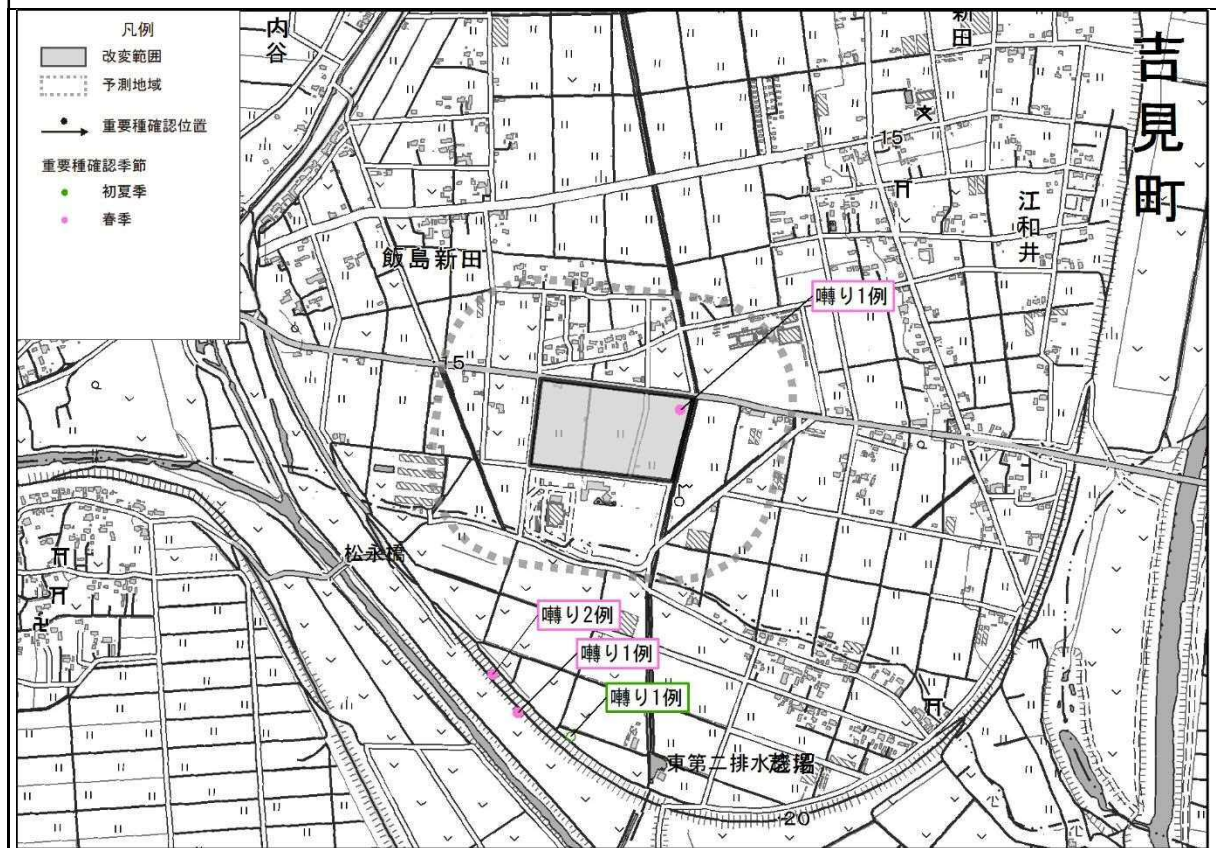 凡例
改変範囲
予測地域
重要種確認位置
重要種確認季節
初夏季
春季
内谷
新田
吉見町
15
江和井
飯島新田
囀り1例
15
松永橋
囀り2例
囀り1例
囀り1例
東第二排水
20